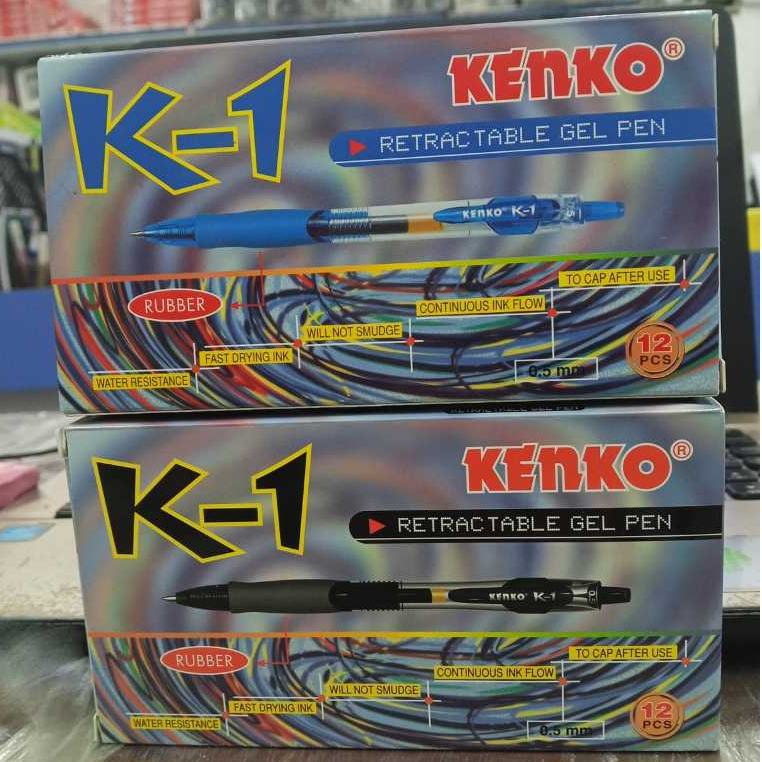 K-1
KENKO®
RETRACTABLE GEL PEN
KENKO® K-1
0.5
RUBBER
TO CAP AFTER USE
CONTINUOUS INK FLOW
WILL NOT SMUDGE
FAST DRYING INK
WATER RESISTANCE
0.5 mm
12
PCS
K-1
KENKO®
RETRACTABLE GEL PEN
KENKO® K-1
RUBBER
TO CAP AFTER USE
CONTINUOUS INK FLOW
WILL NOT SMUDGE
FAST DRYING INK
WATER RESISTANCE
0.5 mm
12
PCS